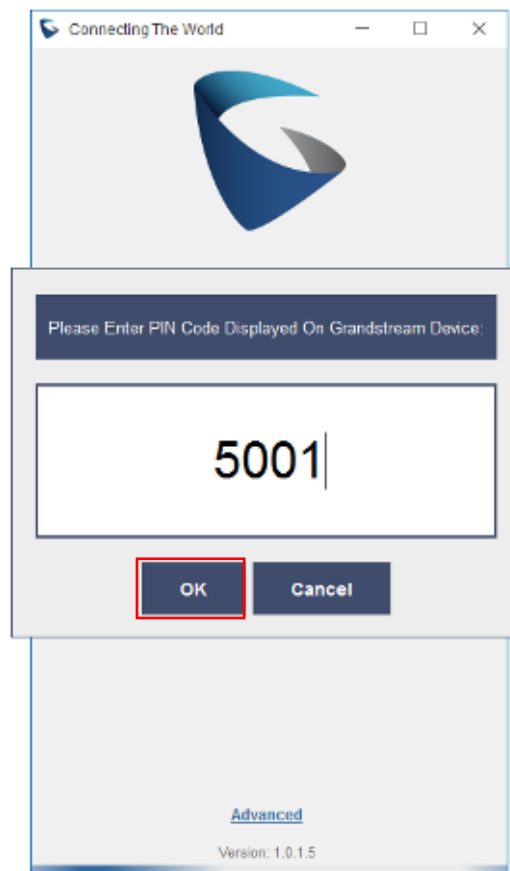 Connecting The World
Please Enter PIN Code Displayed On Grandstream Device:
5001
OK Cancel
Advanced
Version: 1.0.1.5